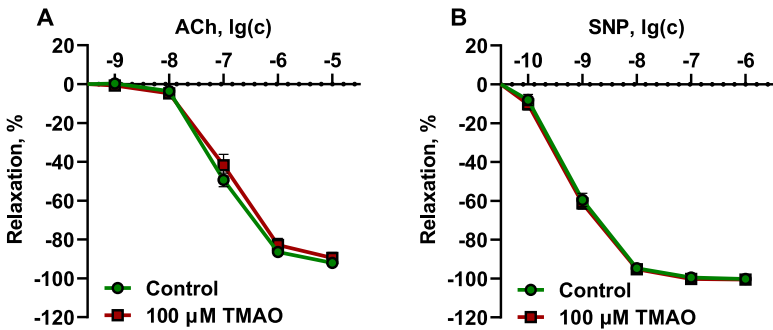 A
ACh, lg(c)
20
0
-20
-40
-60
-80
-100
-120
-9 -8 -7 -6 -5
Relaxation, %
Control
100 µM TMAO
B
SNP, lg(c)
20
0
-20
-40
-60
-80
-100
-120
-10 -9 -8 -7 -6
Relaxation, %
Control
100 µM TMAO